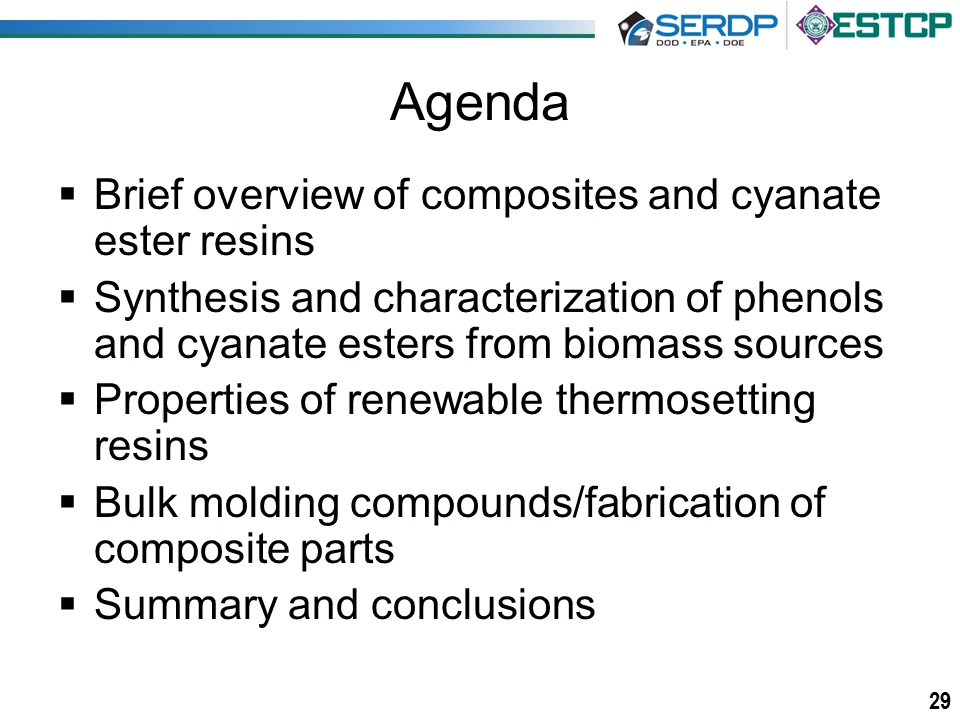 SERDP
DOD • EPA • DOE
ESTCP
Agenda
▪ Brief overview of composites and cyanate
ester resins
▪ Synthesis and characterization of phenols
and cyanate esters from biomass sources
▪ Properties of renewable thermosetting
resins
▪ Bulk molding compounds/fabrication of
composite parts
▪ Summary and conclusions
29